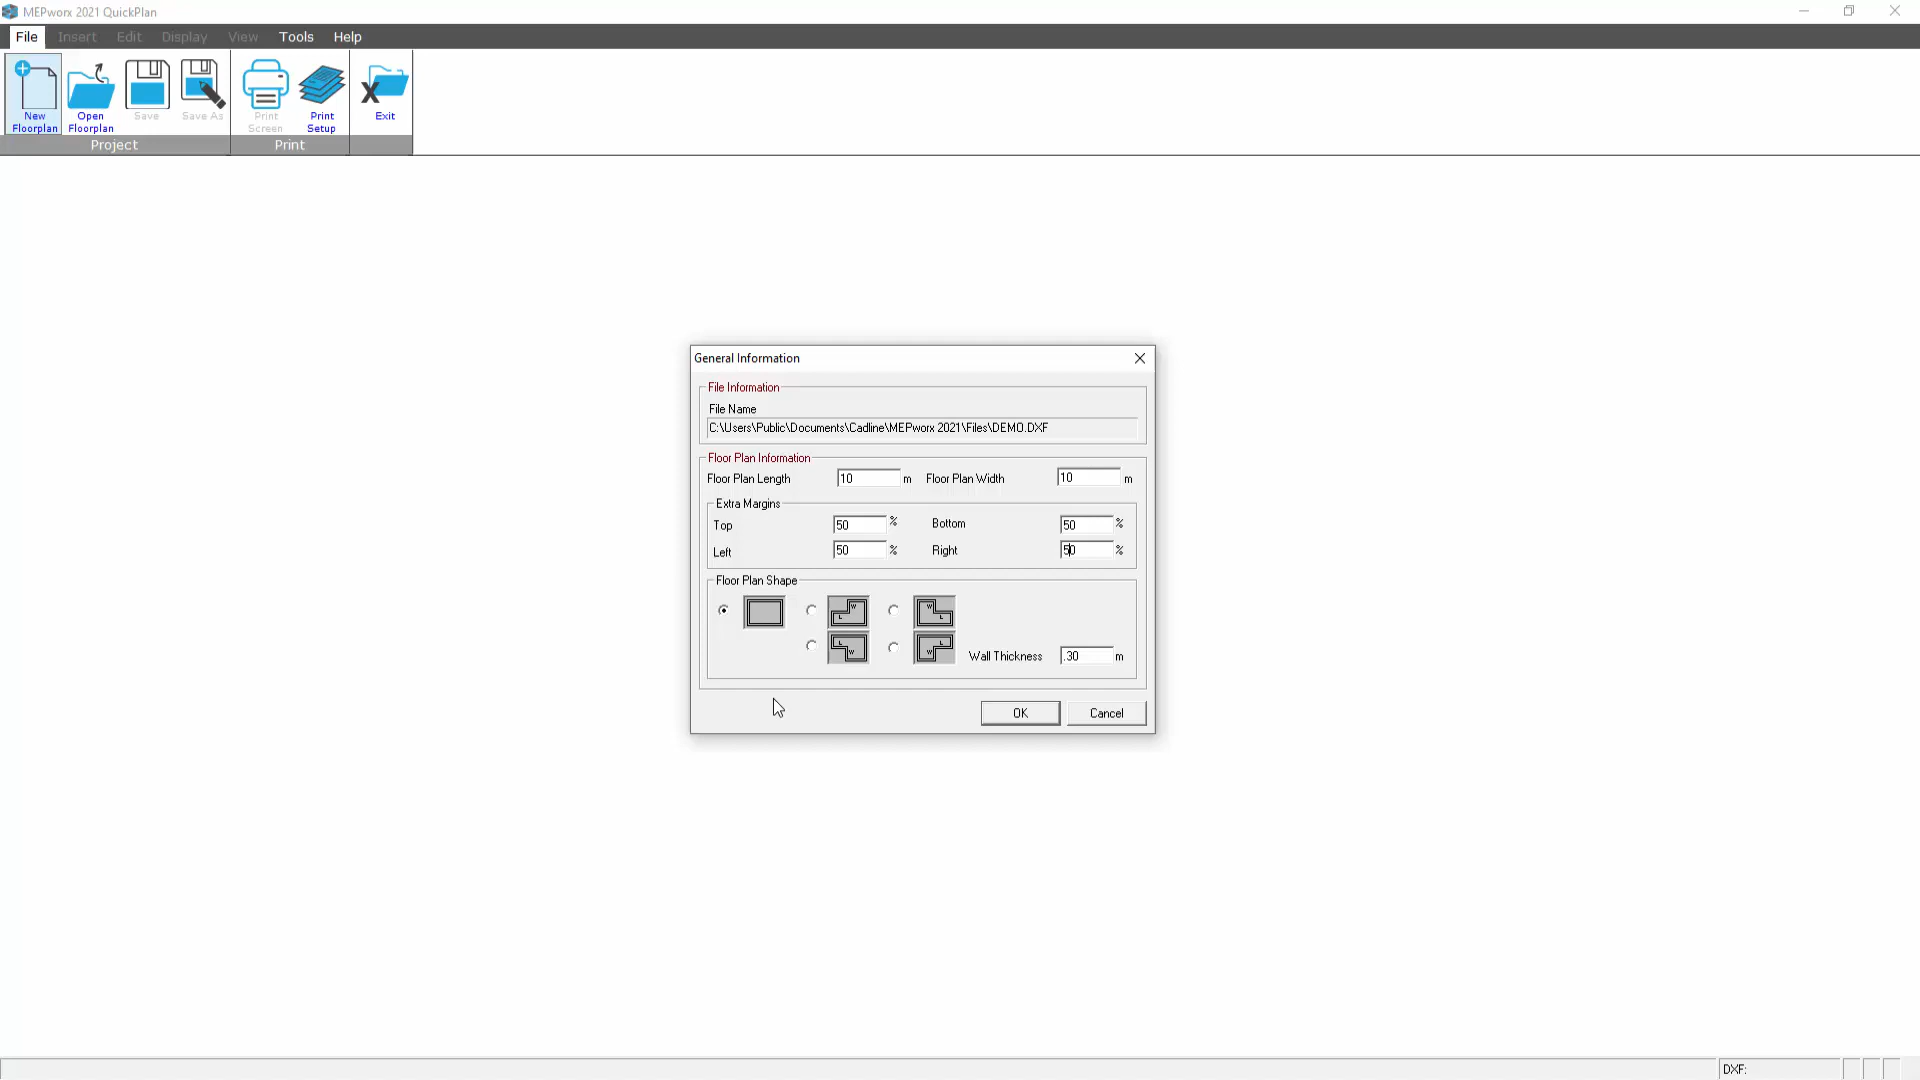 MEPworx 2021 QuickPlan
File Insert Edit Display View Tools Help
New Floorplan
Open Floorplan
Save
Save As
Print Screen
Print Setup
Exit
Project
Print
General Information
File Information
File Name
C:\Users\Public\Documents\Cadline\MEPworx 2021\Files\DEMO.DXF
Floor Plan Information
Floor Plan Length 10 m Floor Plan Width 10 m
Extra Margins
Top 50 % Bottom 50 %
Left 50 % Right 50 %
Floor Plan Shape
W L W L
L W L W
Wall Thickness .30 m
OK Cancel
DXF: